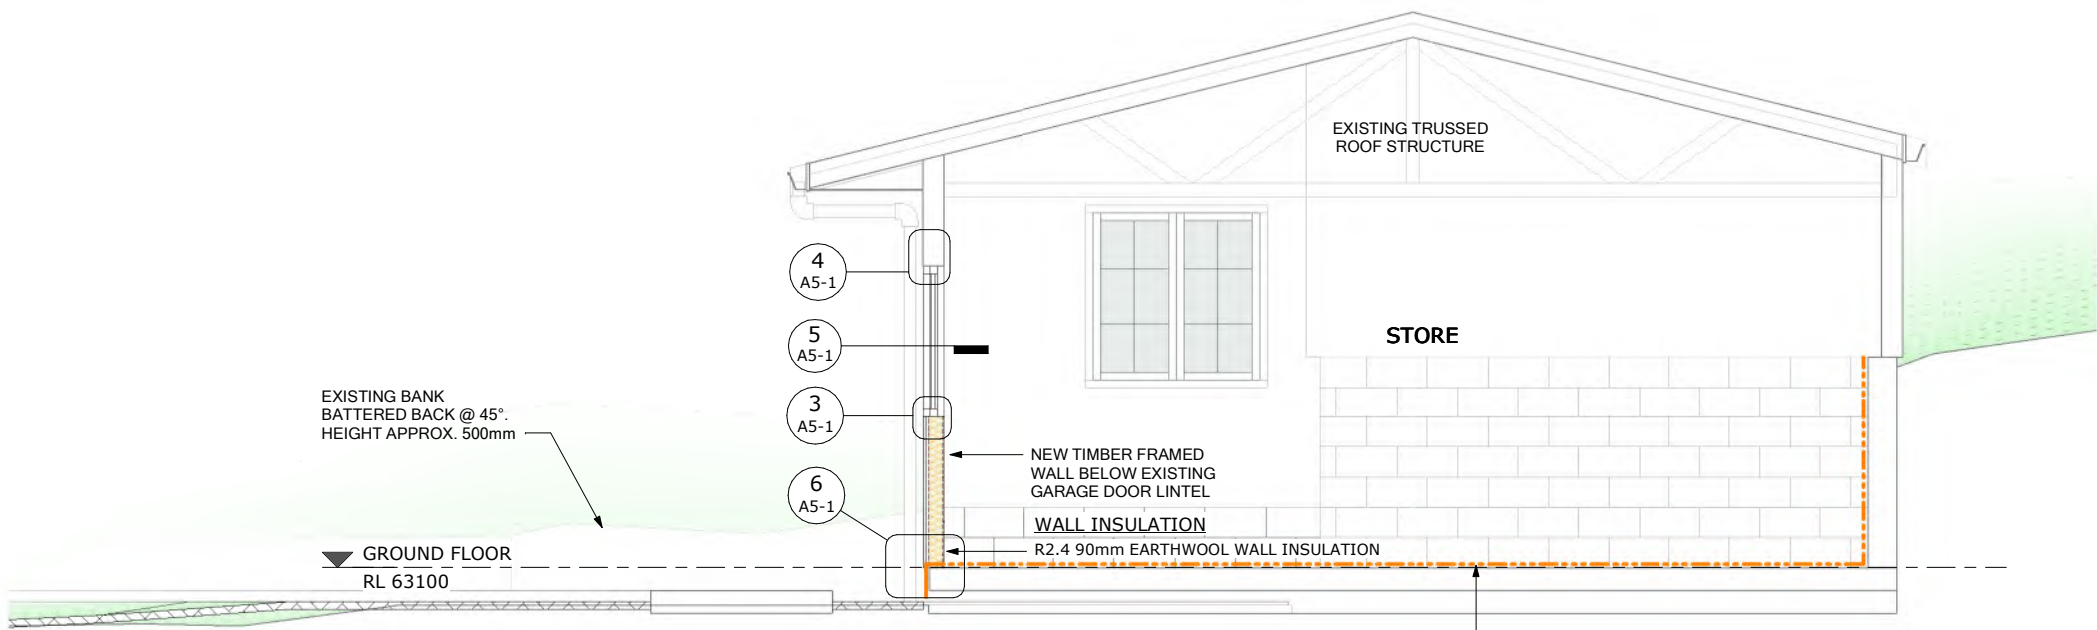 EXISTING TRUSSED
ROOF STRUCTURE
4
A5-1
5
A5-1
STORE
3
A5-1
EXISTING BANK
BATTERED BACK @ 45°.
HEIGHT APPROX. 500mm
NEW TIMBER FRAMED
WALL BELOW EXISTING
GARAGE DOOR LINTEL
6
A5-1
WALL INSULATION
R2.4 90mm EARTHWOOL WALL INSULATION
GROUND FLOOR
RL 63100